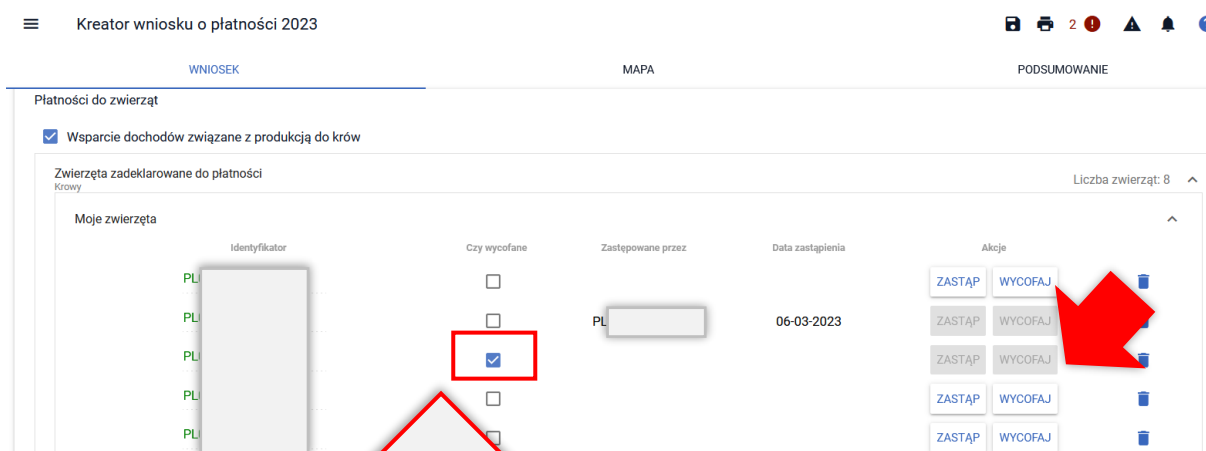 Kreator wniosku o płatności 2023
2
WNIOSEK MAPA PODSUMOWANIE
Płatności do zwierząt
Wsparcie dochodów związane z produkcją do krów
Zwierzęta zadeklarowane do płatności
Krowy
Liczba zwierząt: 8
Moje zwierzęta
Identyfikator Czy wycofane Zastępowane przez Data zastąpienia Akcje
PL ZASTĄP WYCOFAJ
PL PL 06-03-2023 ZASTĄP WYCOFAJ
PL ZASTĄP WYCOFAJ
PL ZASTĄP WYCOFAJ
PL ZASTĄP WYCOFAJ